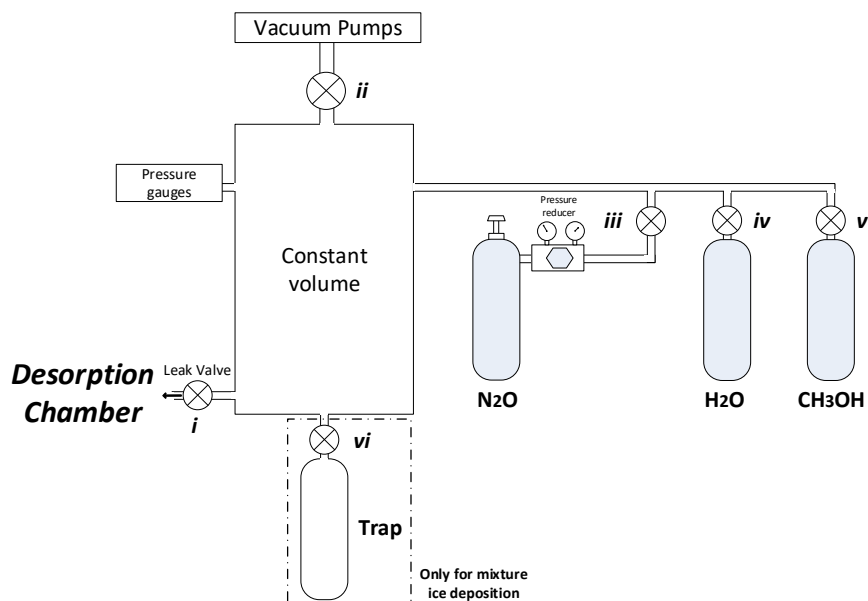 Vacuum Pumps
ii
Pressure
gauges
Pressure
reducer
iii
iv
v
Constant
volume
Desorption
Chamber
Leak Valve
i
N2O
H2O
CH3OH
vi
Trap
Only for mixture
ice deposition